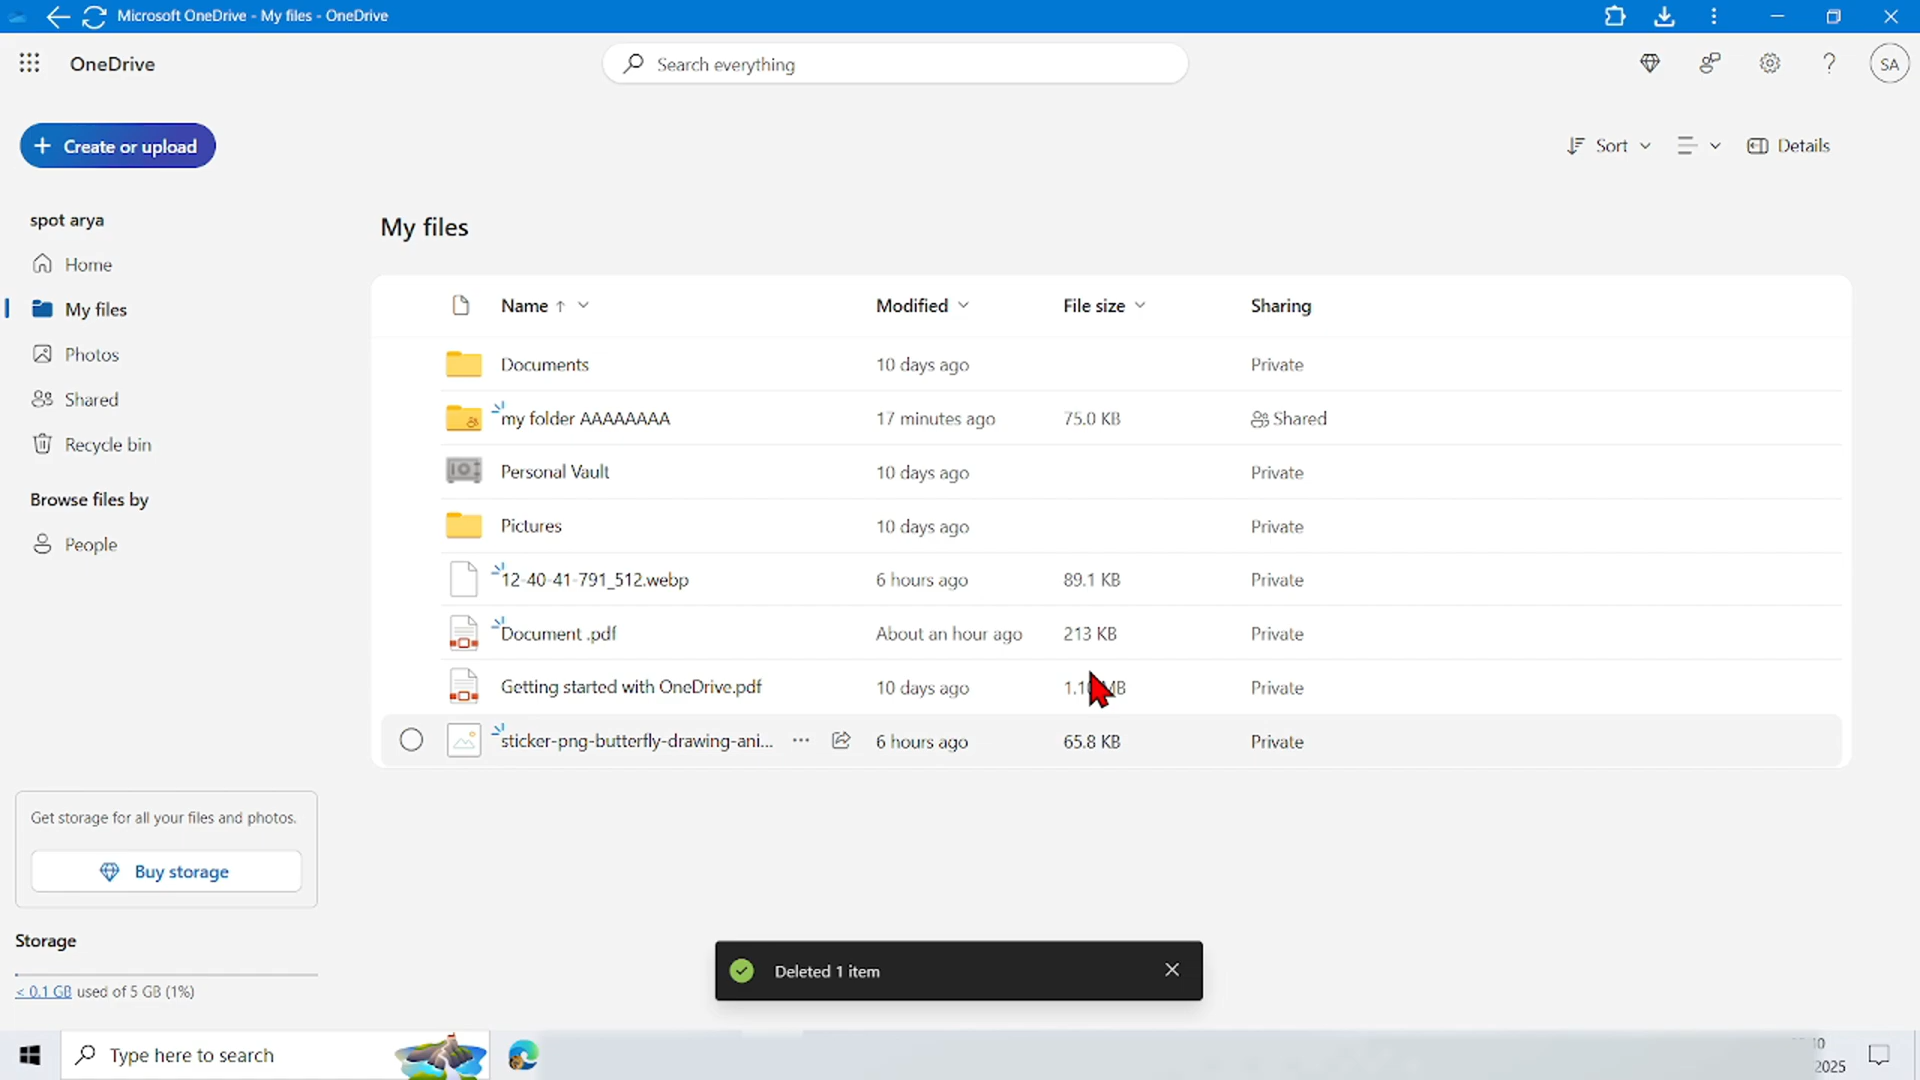 Microsoft OneDrive - My files - OneDrive
OneDrive
Search everything
SA
Create or upload
Sort
Details
spot arya
Home
My files
Photos
Shared
Recycle bin
Browse files by
People
My files
Name ↑ Modified File size Sharing
Documents 10 days ago Private
my folder AAAAAAAA 17 minutes ago 75.0 KB Shared
Personal Vault 10 days ago Private
Pictures 10 days ago Private
12-40-41-791_512.webp 6 hours ago 89.1 KB Private
Document .pdf About an hour ago 213 KB Private
Getting started with OneDrive.pdf 10 days ago Private
sticker-png-butterfly-drawing-ani... 6 hours ago 65.8 KB Private
Get storage for all your files and photos.
Buy storage
Storage
< 0.1 GB used of 5 GB (1%)
Deleted 1 item
Type here to search
2025